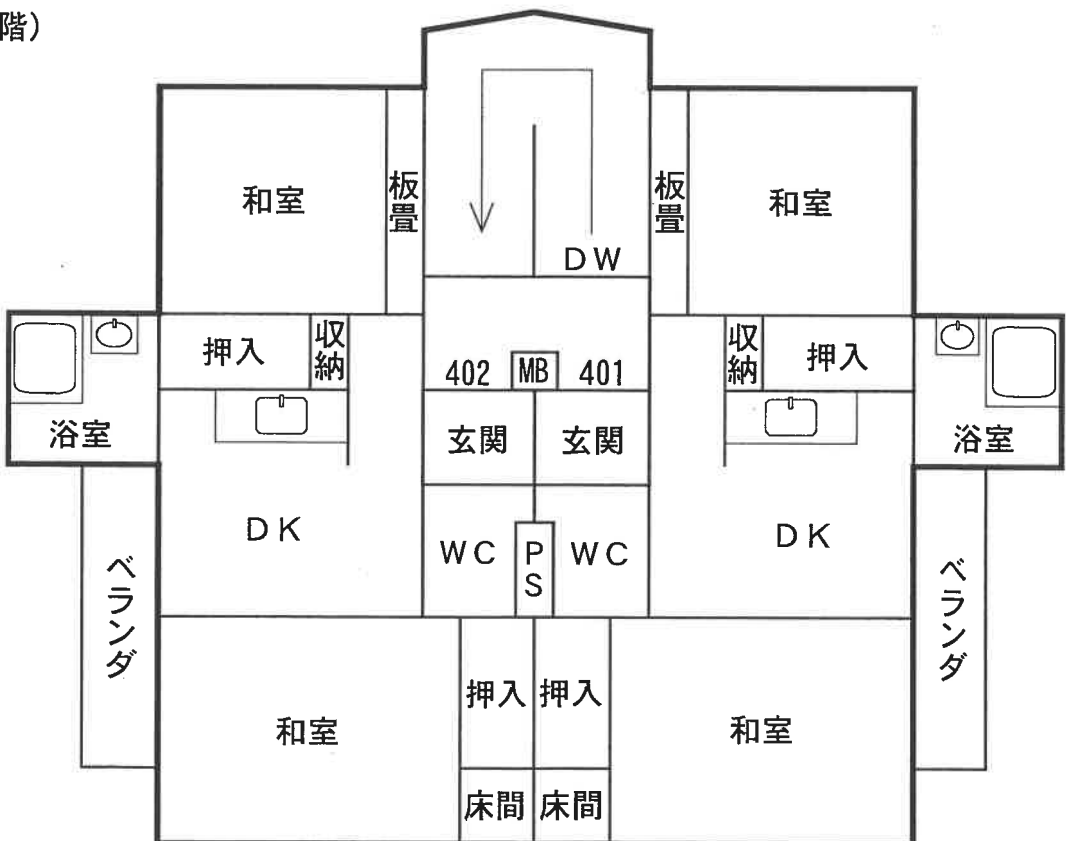 階）
和室
板畳
板畳
和室
DW
押入
収納
収納
押入
402
MB
401
浴室
玄関
玄関
浴室
DK
WC
PS
WC
DK
ベランダ
ベランダ
和室
押入
押入
和室
床間
床間